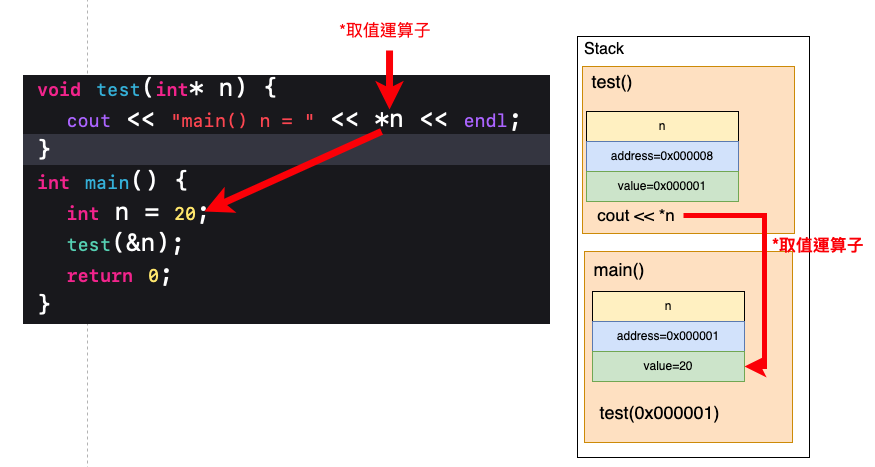 *取值運算子
void test(int* n) {
cout << "main() n = " << *n << endl;
}
int main() {
int n = 20;
test(&n);
return 0;
}
Stack
test()
n
address=0x000008
value=0x000001
cout << *n
*取值運算子
main()
n
address=0x000001
value=20
test(0x000001)